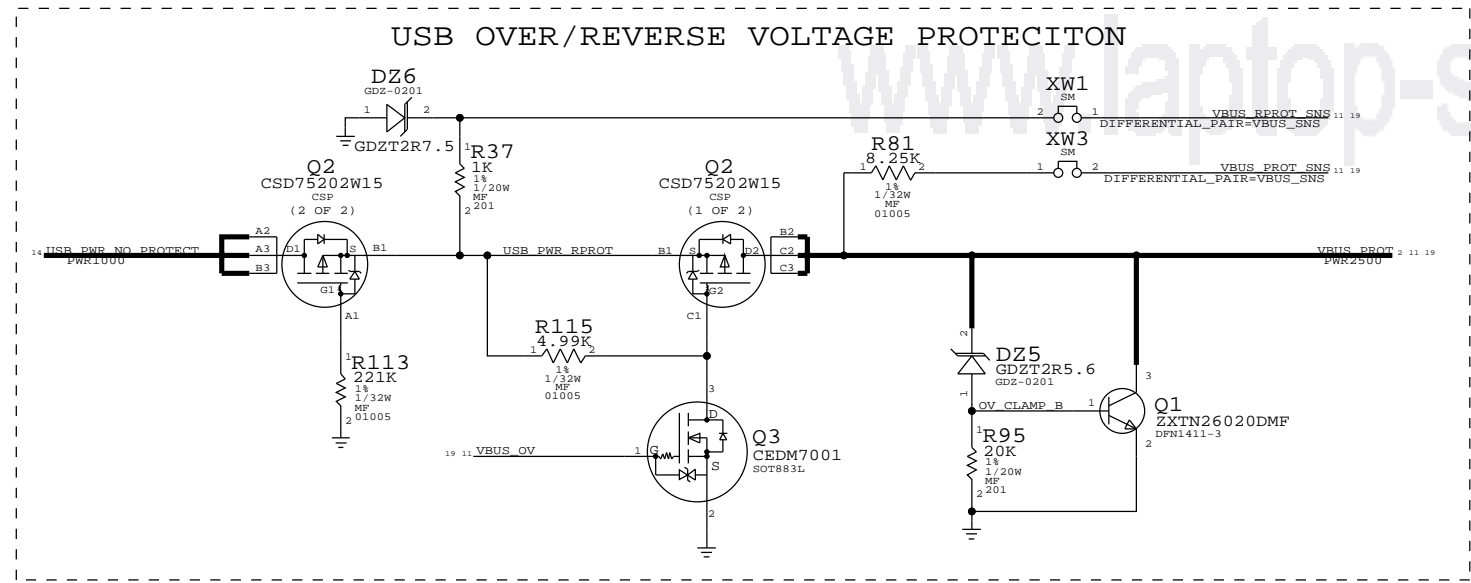 USB OVER/REVERSE VOLTAGE PROTECITON
www.laptop-s
DZ6
GDZ-0201
1 2
GDZT2R7.5
XW1
SM
2 1
VBUS_RPROT_SNS 11 19
DIFFERENTIAL_PAIR=VBUS_SNS
1
R37
1K
1%
1/20W
MF
201
2
R81
8.25K
1 2
1%
1/32W
MF
01005
XW3
SM
1 2
VBUS_PROT_SNS 11 19
DIFFERENTIAL_PAIR=VBUS_SNS
Q2
CSD75202W15
CSP
(2 OF 2)
Q2
CSD75202W15
CSP
(1 OF 2)
14 USB_PWR_NO_PROTECT
PWR1000
A2
A3
B3
D1
S
B1
G1
A1
USB_PWR_RPROT
B1
S
D2
G2
C1
B2
C2
C3
VBUS_PROT 2 11 19
PWR2500
1
R113
221K
1%
1/32W
MF
01005
2
R115
4.99K
1 2
1%
1/32W
MF
01005
2
DZ5
GDZT2R5.6
GDZ-0201
1
OV_CLAMP_B
1
3
Q1
ZXTN26020DMF
DFN1411-3
2
19 11 VBUS_OV
1
3
D
G
S
Q3
CEDM7001
SOT883L
2
1
R95
20K
1%
1/20W
MF
201
2